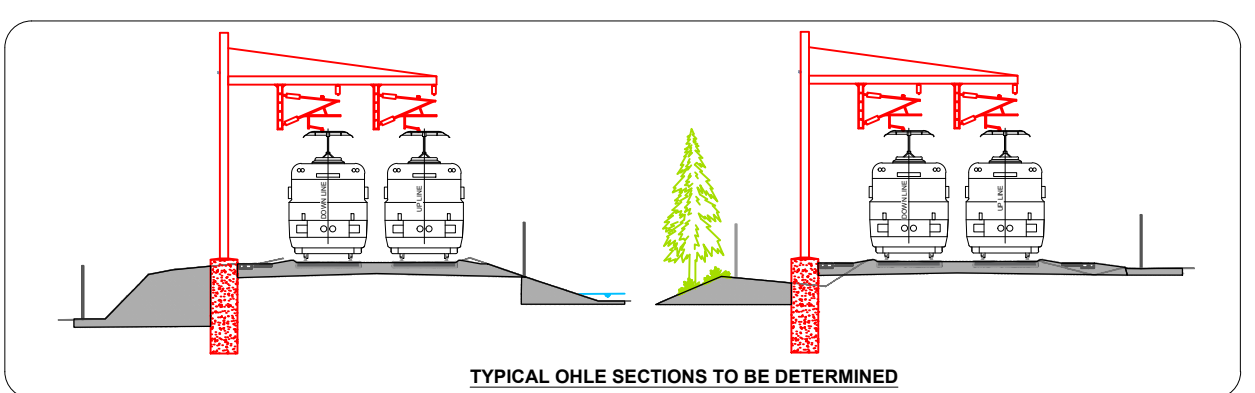 DOWN LINE
UP LINE
DOWN LINE
UP LINE
TYPICAL OHLE SECTIONS TO BE DETERMINED